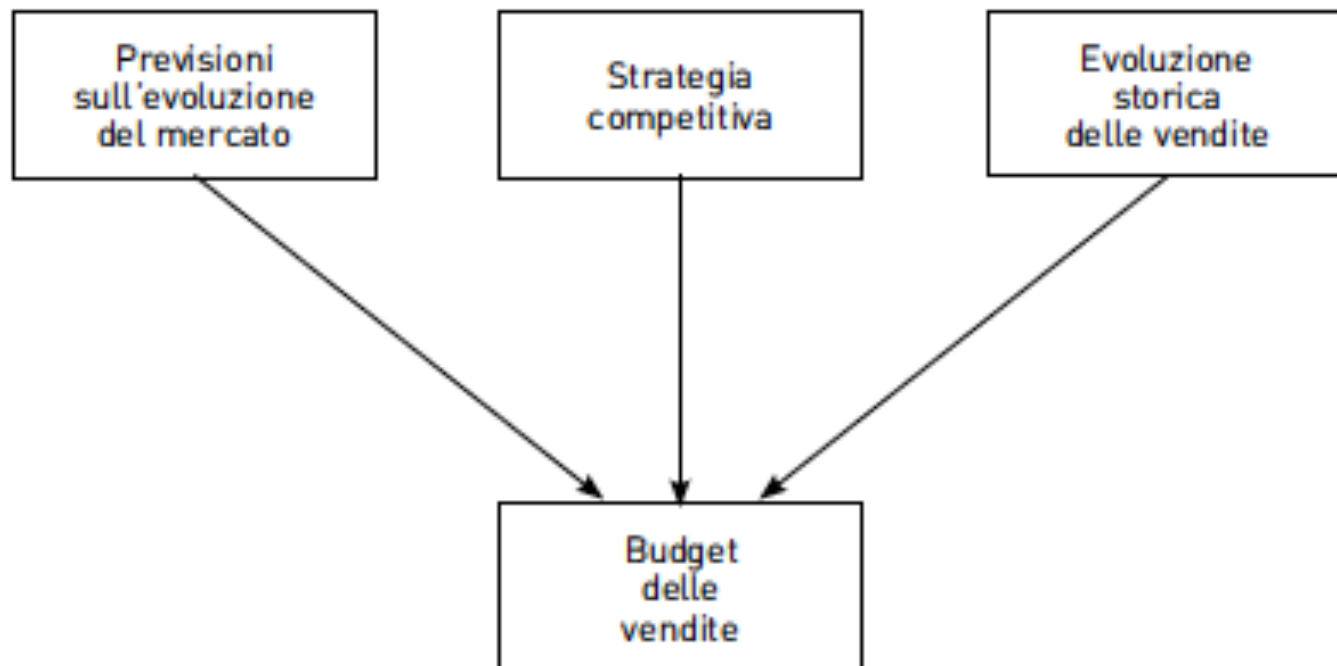 Previsioni
sull'evoluzione
del mercato
Strategia
competitiva
Evoluzione
storica
delle vendite
Budget
delle
vendite